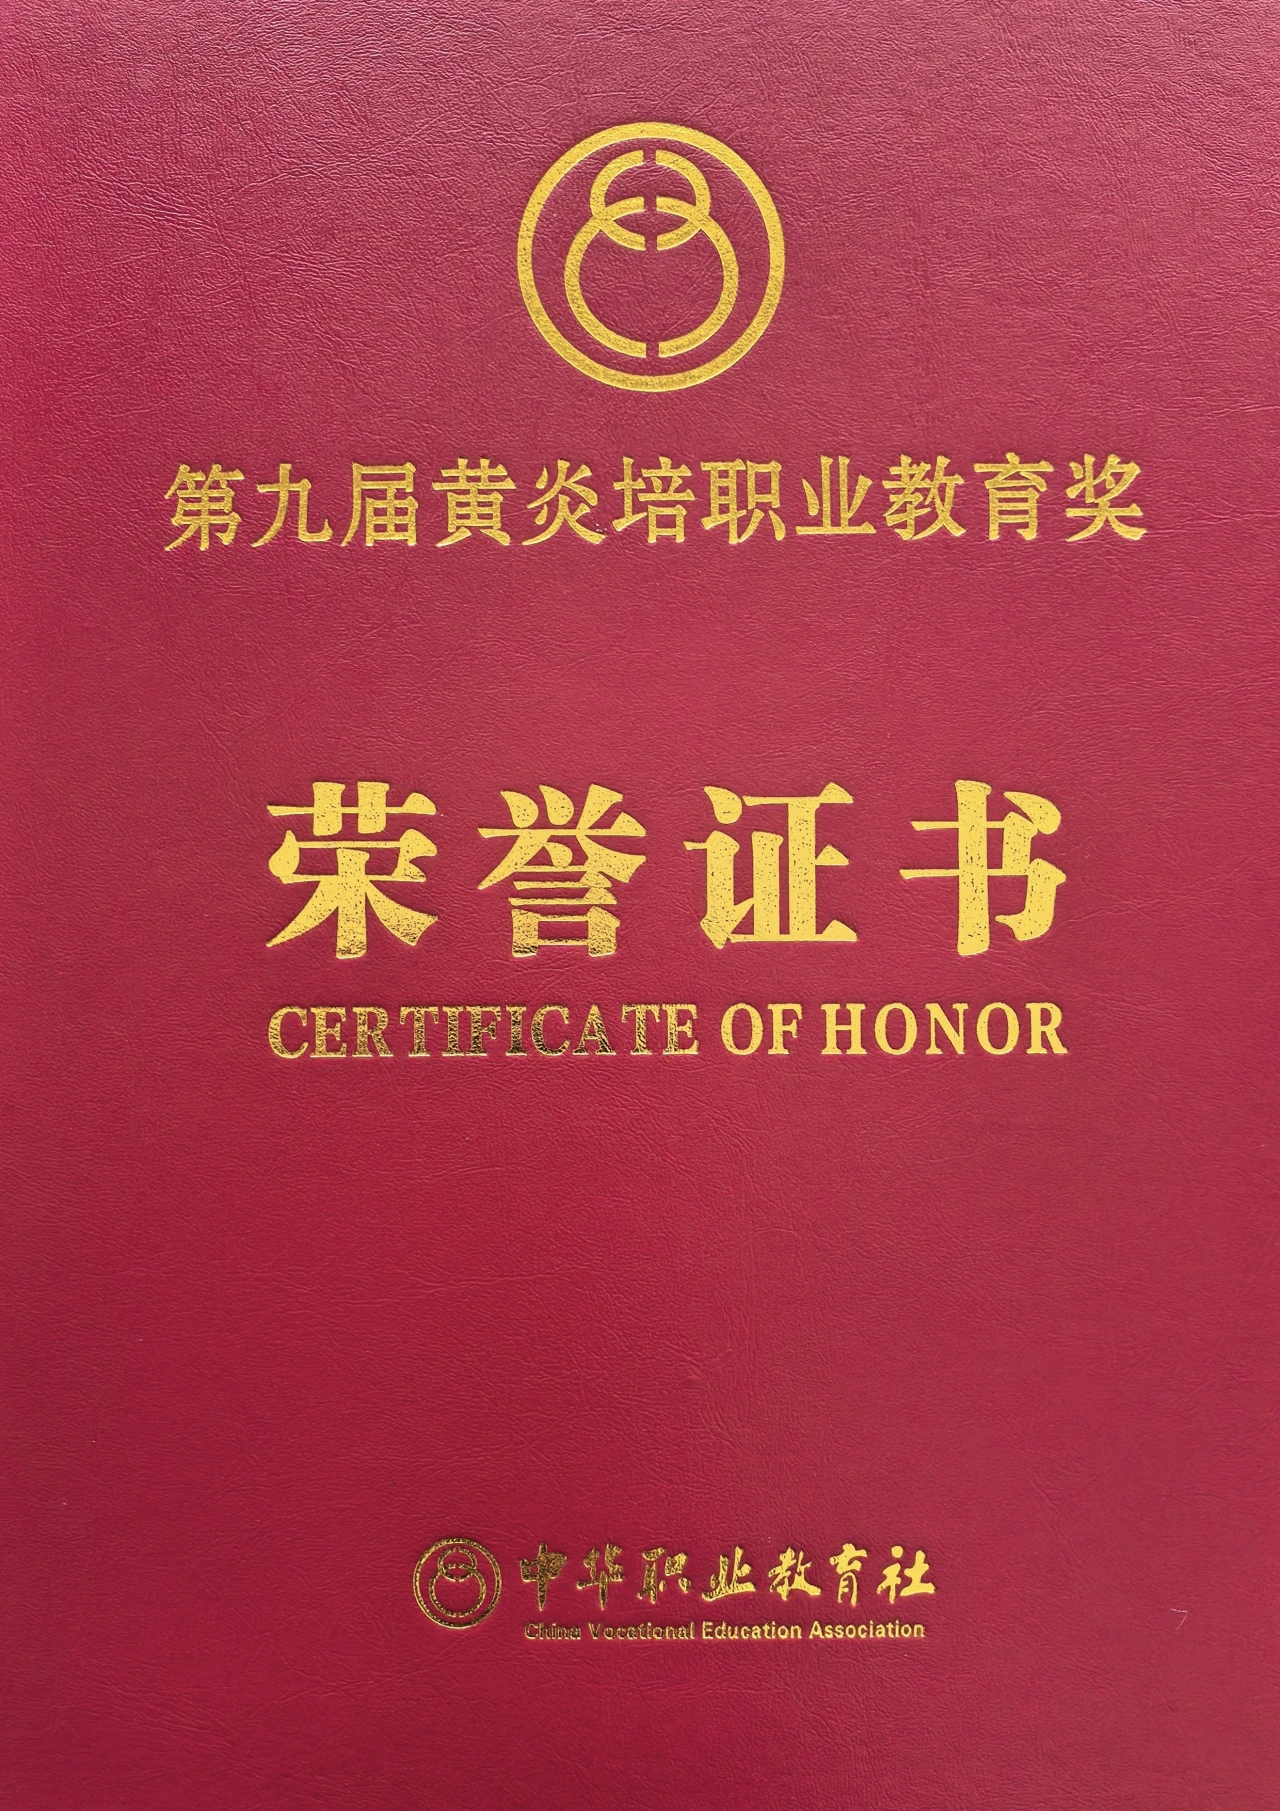 第九届黄炎培职业教育奖
荣誉证书
CERTIFICATE OF HONOR
中华职业教育社
China Vocational Education Association